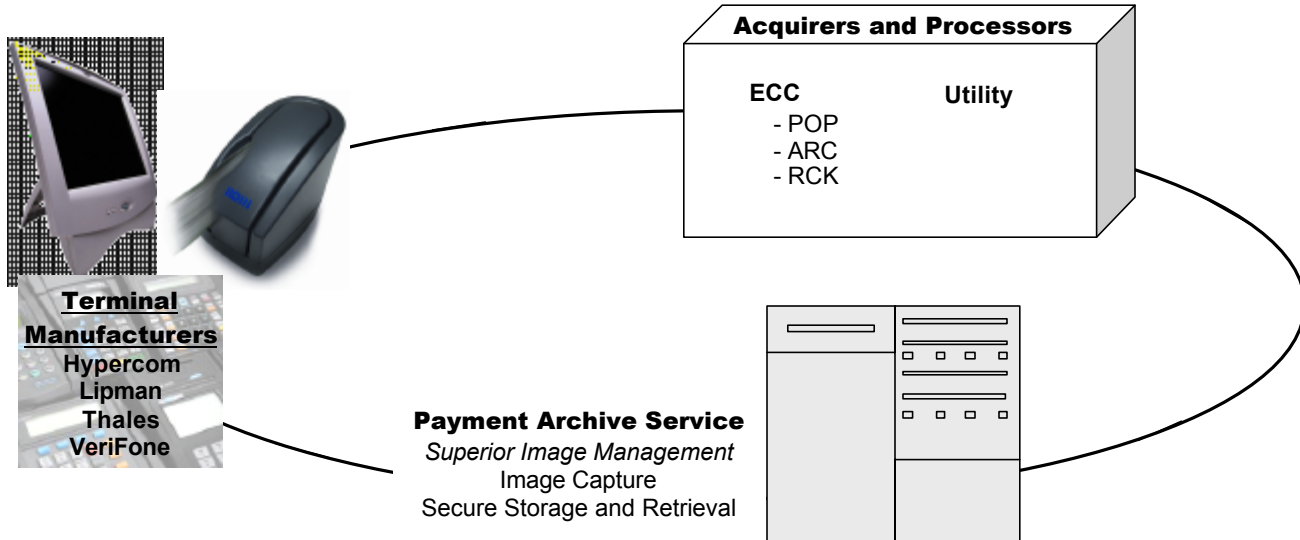 Acquirers and Processors
ECC
- POP
- ARC
- RCK
Utility
Terminal
Manufacturers
Hypercom
Lipman
Thales
VeriFone
Payment Archive Service
Superior Image Management
Image Capture
Secure Storage and Retrieval